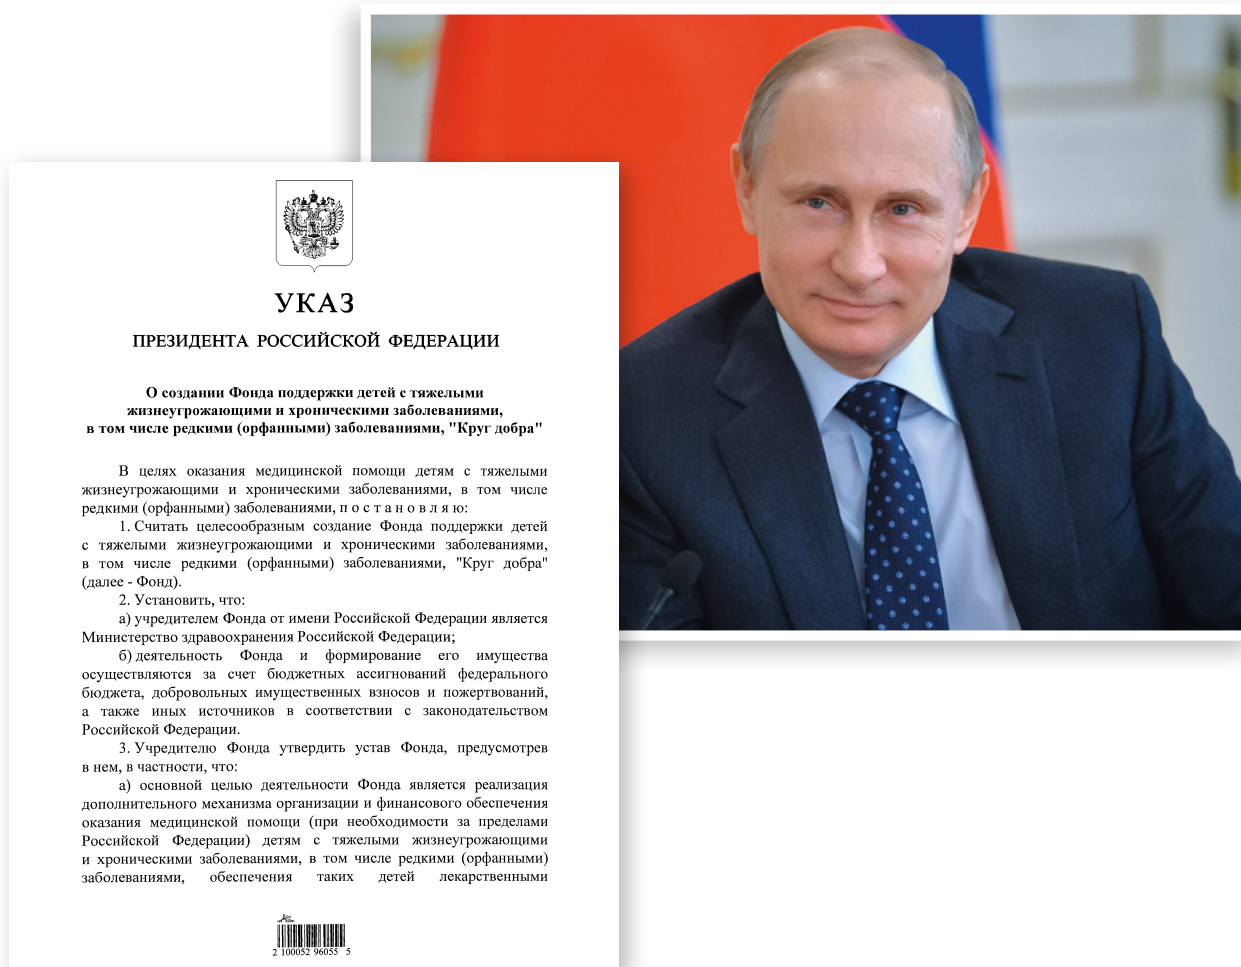 УКАЗ
ПРЕЗИДЕНТА РОССИЙСКОЙ ФЕДЕРАЦИИ
О создании Фонда поддержки детей с тяжелыми
жизнеугрожающими и хроническими заболеваниями,
в том числе редкими (орфанными) заболеваниями, "Круг добра"
В целях оказания медицинской помощи детям с тяжелыми
жизнеугрожающими и хроническими заболеваниями, в том числе
редкими (орфанными) заболеваниями, п о с т а н о в л я ю:
1. Считать целесообразным создание Фонда поддержки детей
с тяжелыми жизнеугрожающими и хроническими заболеваниями,
в том числе редкими (орфанными) заболеваниями, "Круг добра"
(далее - Фонд).
2. Установить, что:
а) учредителем Фонда от имени Российской Федерации является
Министерство здравоохранения Российской Федерации;
б) деятельность Фонда и формирование его имущества
осуществляются за счет бюджетных ассигнований федерального
бюджета, добровольных имущественных взносов и пожертвований,
а также иных источников в соответствии с законодательством
Российской Федерации.
3. Учредителю Фонда утвердить устав Фонда, предусмотрев
в нем, в частности, что:
а) основной целью деятельности Фонда является реализация
дополнительного механизма организации и финансового обеспечения
оказания медицинской помощи (при необходимости за пределами
Российской Федерации) детям с тяжелыми жизнеугрожающими
и хроническими заболеваниями, в том числе редкими (орфанными)
заболеваниями, обеспечения таких детей лекарственными
2 100052 96055 5